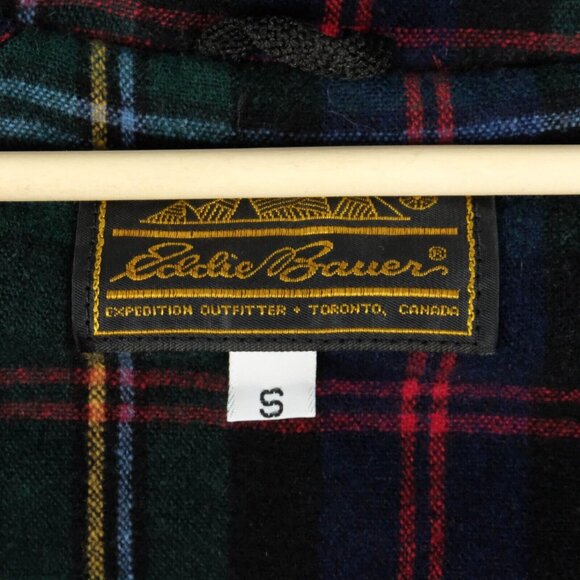 Eddie Bauer®
EXPEDITION OUTFITTER • TORONTO, CANADA
S